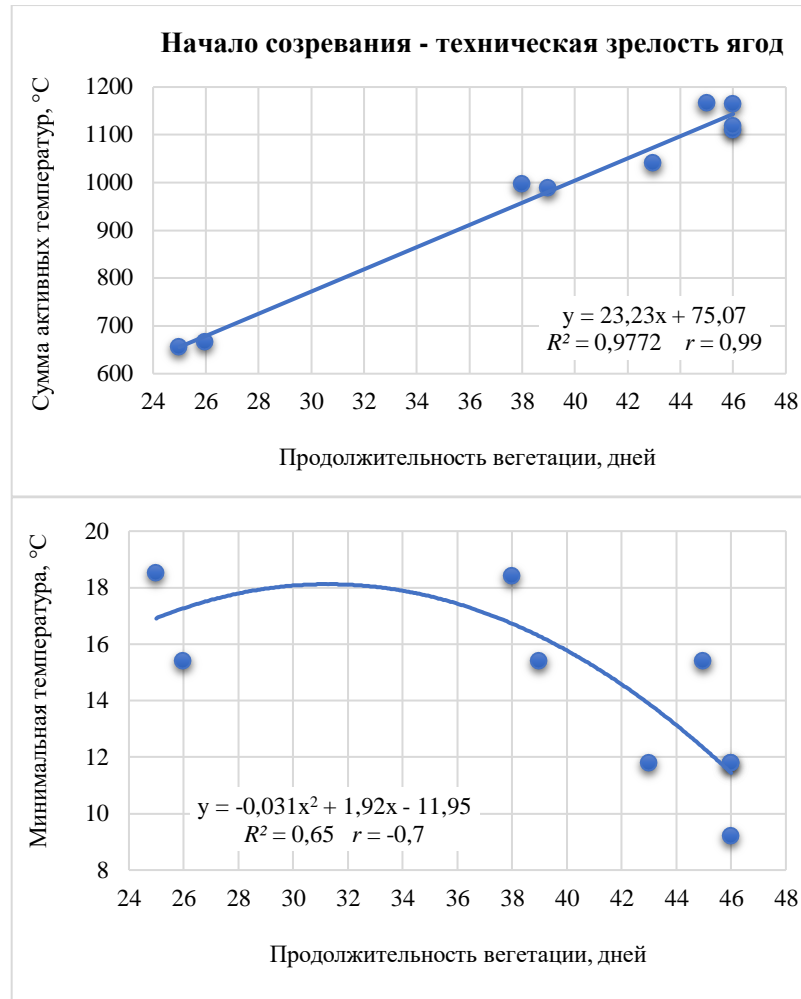 Начало созревания - техническая зрелость ягод
Сумма активных температур, °С
1200
1100
1000
900
800
700
600
y = 23,23x + 75,07
R² = 0,9772 r = 0,99
24 26 28 30 32 34 36 38 40 42 44 46 48
Продолжительность вегетации, дней
Минимальная температура, °С
20
18
16
14
12
10
8
y = -0,031x² + 1,92x - 11,95
R² = 0,65 r = -0,7
24 26 28 30 32 34 36 38 40 42 44 46 48
Продолжительность вегетации, дней